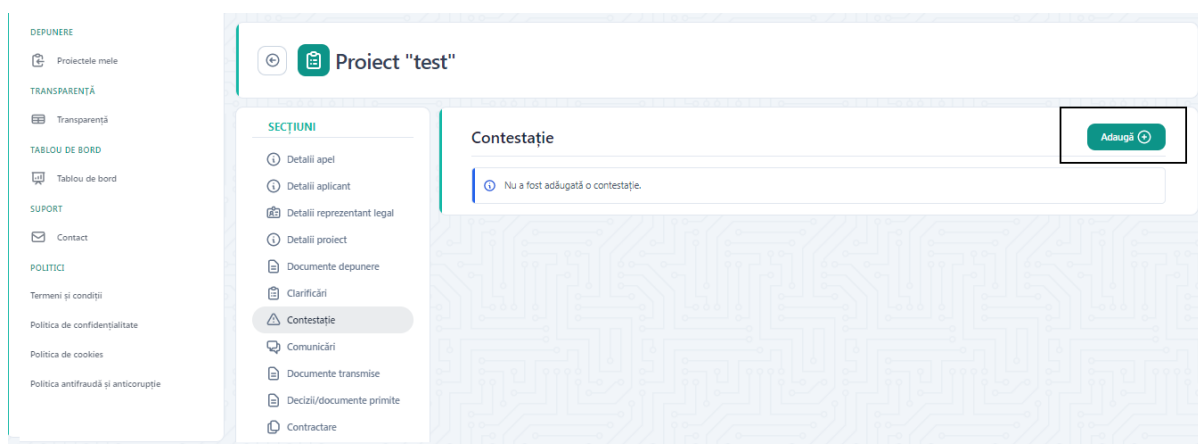 DEPUNERE
Proiectele mele
TRANSPARENȚĂ
Transparență
TABLOU DE BORD
Tablou de bord
SUPORT
Contact
POLITICI
Termeni și condiții
Politica de confidențialitate
Politica de cookies
Politica antifraudă și anticorupție
Proiect "test"
SECȚIUNI
Detalii apel
Detalii aplicant
Detalii reprezentant legal
Detalii proiect
Documente depunere
Clarificări
Contestație
Comunicări
Documente transmise
Decizii/documente primite
Contractare
Contestație
Adaugă
Nu a fost adăugată o contestație.